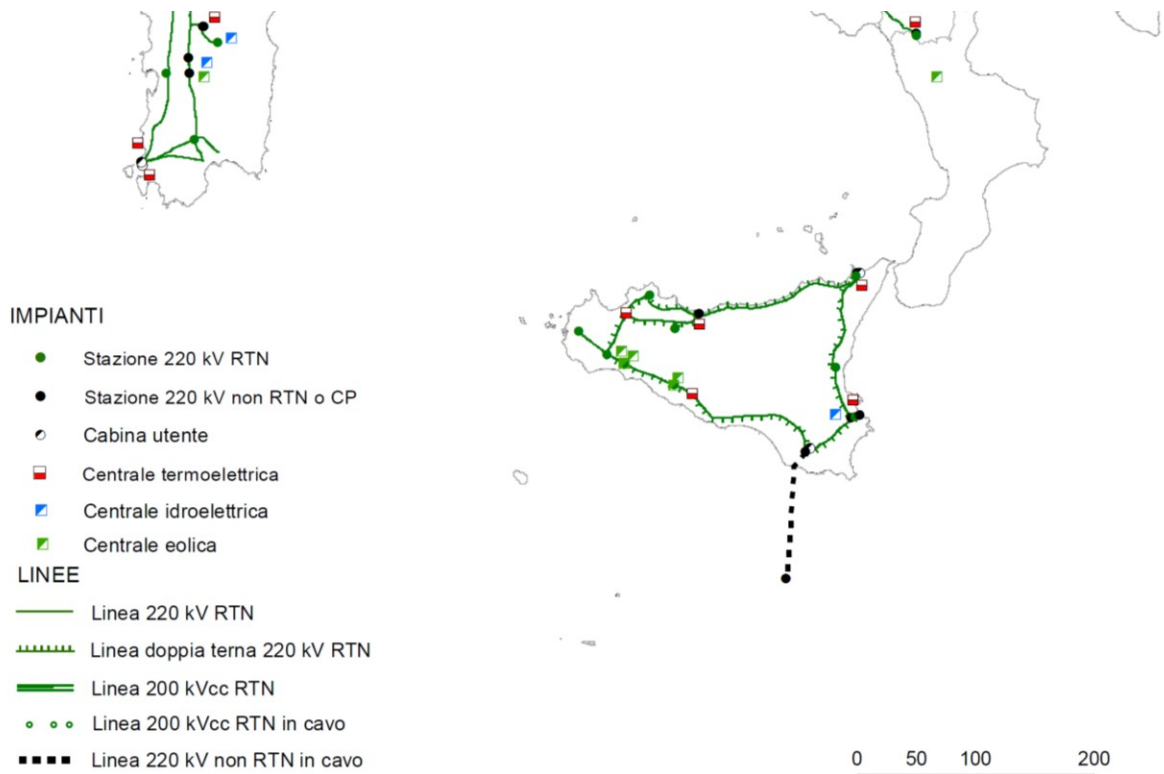 IMPIANTI
Stazione 220 kV RTN
Stazione 220 kV non RTN o CP
Cabina utente
Centrale termoelettrica
Centrale idroelettrica
Centrale eolica
LINEE
Linea 220 kV RTN
Linea doppia terna 220 kV RTN
Linea 200 kVcc RTN
Linea 200 kVcc RTN in cavo
Linea 220 kV non RTN in cavo
0 50 100 200